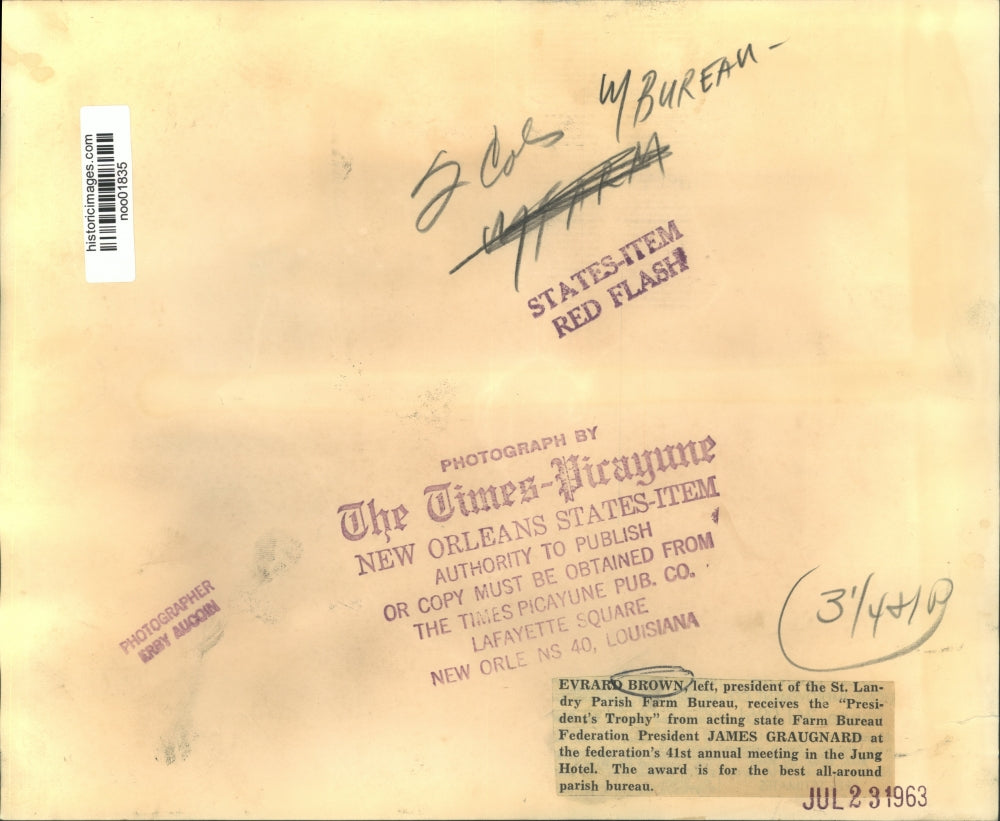 historicimages.com
noo01835
2 Cols
W/ BUREAU-
W/FARM
STATES-ITEM
RED FLASH
PHOTOGRAPH BY
The Times-Picayune
NEW ORLEANS STATES-ITEM
AUTHORITY TO PUBLISH
OR COPY MUST BE OBTAINED FROM
THE TIMES PICAYUNE PUB. CO.
LAFAYETTE SQUARE
NEW ORLE NS 40, LOUISIANA
PHOTOGRAPHER
ERBY AUCOIN
EVRARD BROWN, left, president of the St. Lan-
dry Parish Farm Bureau, receives the “Presi-
dent’s Trophy” from acting state Farm Bureau
Federation President JAMES GRAUGNARD at
the federation’s 41st annual meeting in the Jung
Hotel. The award is for the best all-around
parish bureau.
JUL 23 1963